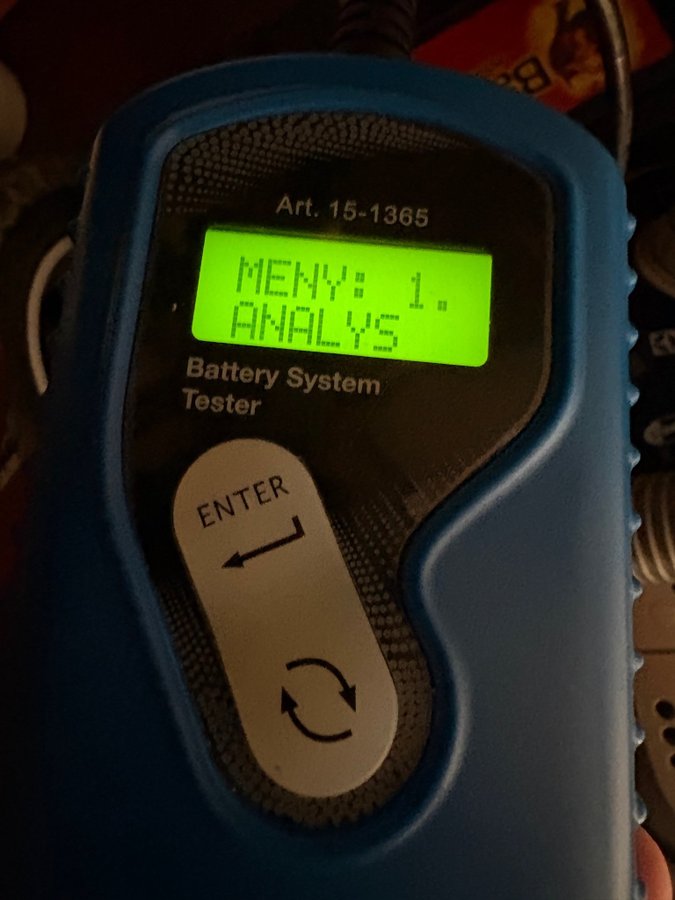 Art. 15-1365
MENY: 1.
ANALYS
Battery System
Tester
ENTER